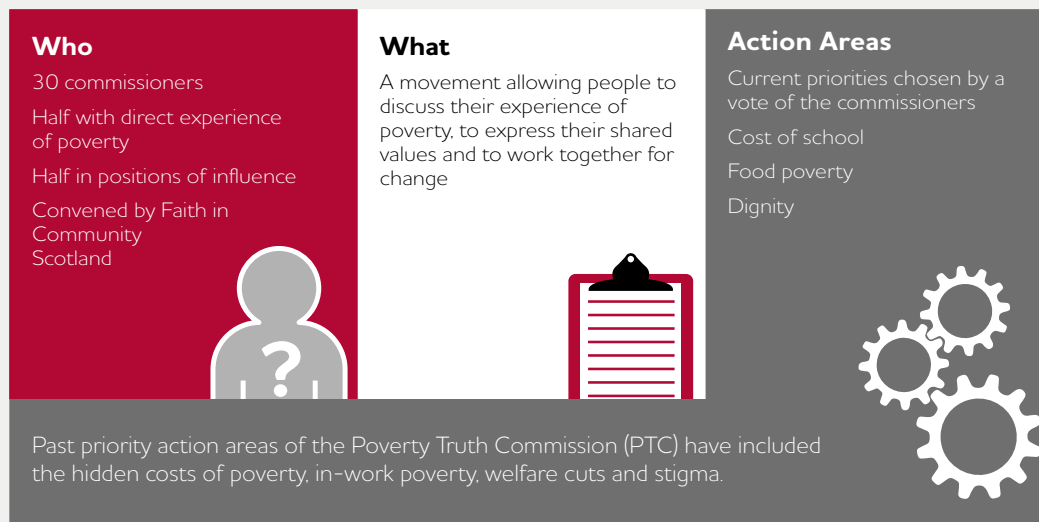 Who
30 commissioners
Half with direct experience
of poverty
Half in positions of influence
Convened by Faith in
Community
Scotland
?
What
A movement allowing people to
discuss their experience of
poverty, to express their shared
values and to work together for
change
Action Areas
Current priorities chosen by a
vote of the commissioners
Cost of school
Food poverty
Dignity
Past priority action areas of the Poverty Truth Commission (PTC) have included
the hidden costs of poverty, in-work poverty, welfare cuts and stigma.